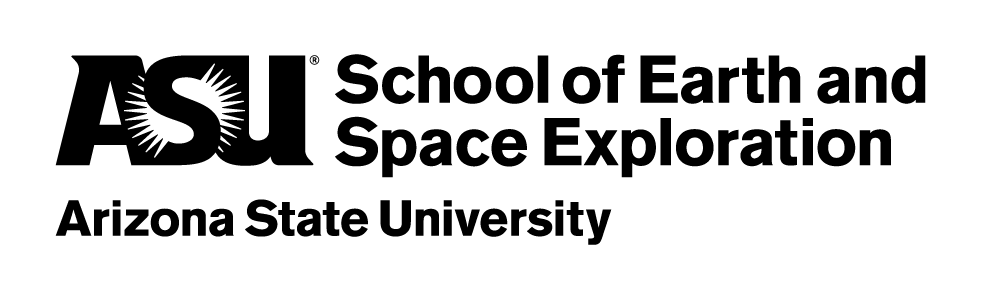 ASU® School of Earth and
Space Exploration
Arizona State University